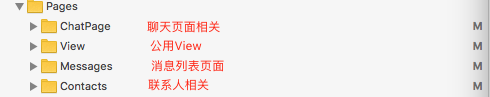 Pages
ChatPage 聊天页面相关 M
View 公用View M
Messages 消息列表页面 M
Contacts 联系人相关 M